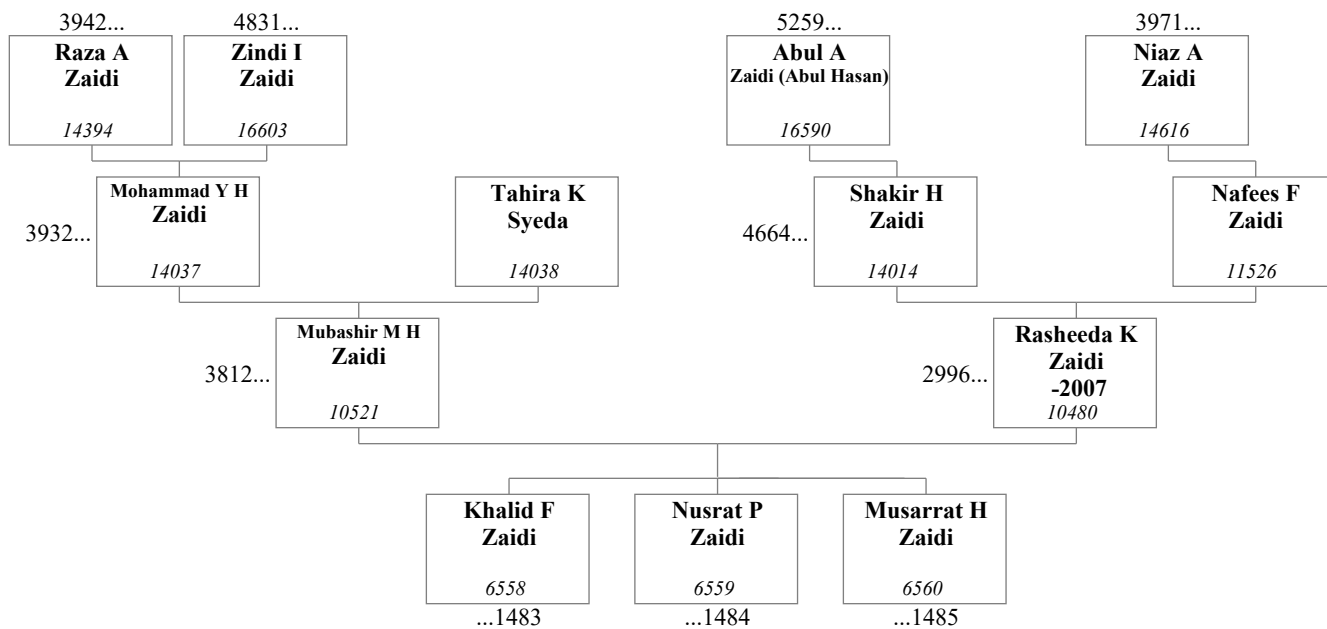 3942...
Raza A
Zaidi
14394
4831...
Zindi I
Zaidi
16603
5259...
Abul A
Zaidi (Abul Hasan)
16590
3971...
Niaz A
Zaidi
14616
3932...
Mohammad Y H
Zaidi
14037
Tahira K
Syeda
14038
4664...
Shakir H
Zaidi
14014
Nafees F
Zaidi
11526
3812...
Mubashir M H
Zaidi
10521
2996...
Rasheeda K
Zaidi
-2007
10480
Khalid F
Zaidi
6558
...1483
Nusrat P
Zaidi
6559
...1484
Musarrat H
Zaidi
6560
...1485